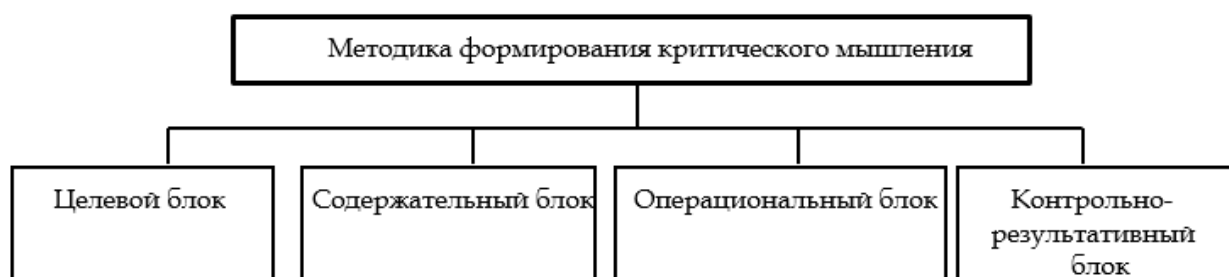 Методика формирования критического мышления
Целевой блок
Содержательный блок
Операциональный блок
Контрольно-
результативный
блок